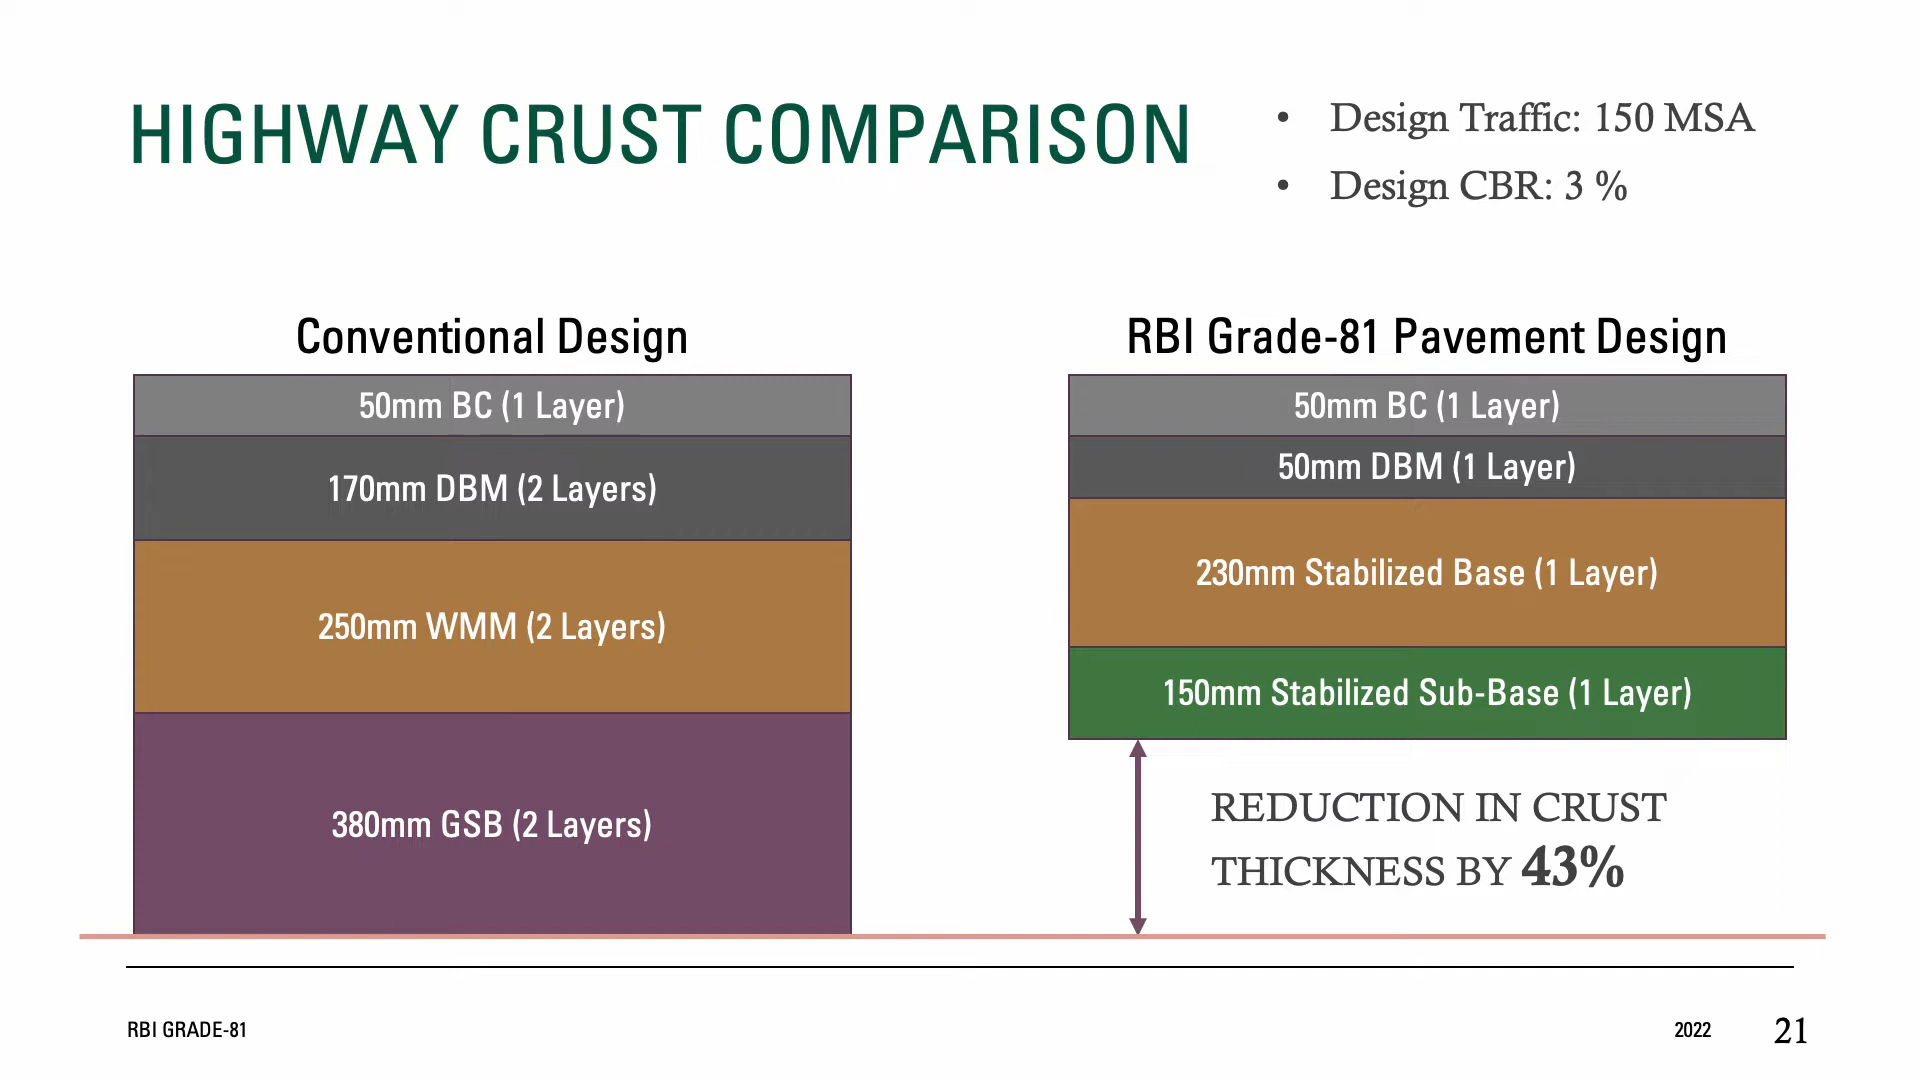 HIGHWAY CRUST COMPARISON
• Design Traffic: 150 MSA
• Design CBR: 3 %
Conventional Design
50mm BC (1 Layer)
170mm DBM (2 Layers)
250mm WMM (2 Layers)
380mm GSB (2 Layers)
RBI Grade-81 Pavement Design
50mm BC (1 Layer)
50mm DBM (1 Layer)
230mm Stabilized Base (1 Layer)
150mm Stabilized Sub-Base (1 Layer)
REDUCTION IN CRUST
THICKNESS BY 43%
RBI GRADE-81
2022
21